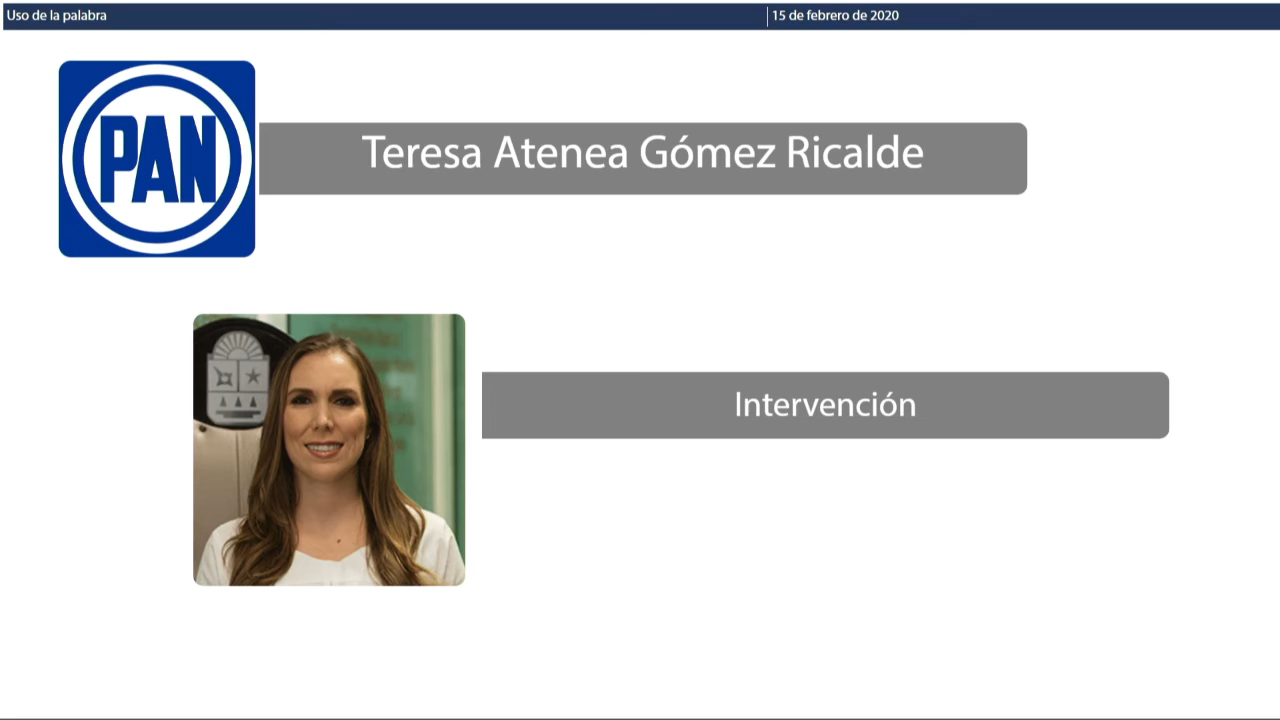 Uso de la palabra
15 de febrero de 2020
PAN
Teresa Atenea Gómez Ricalde
Intervención